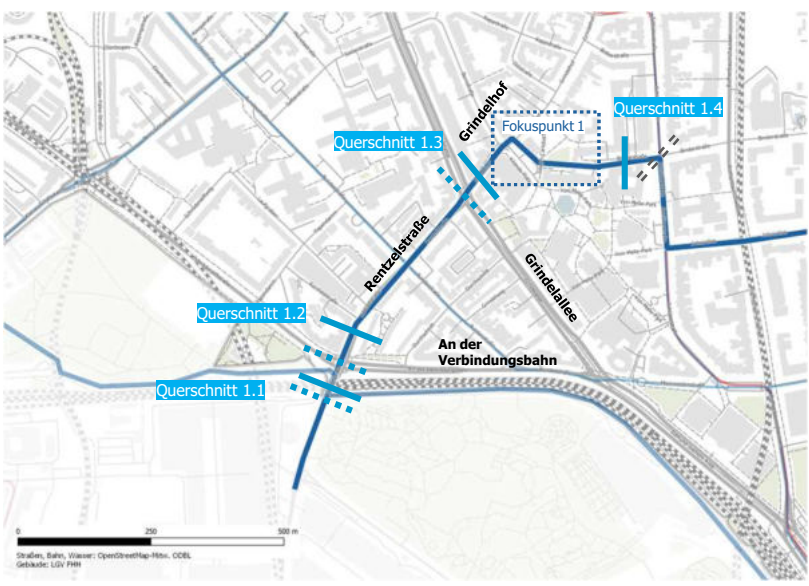 Querschnitt 1.4
Grindelhof
Fokuspunkt 1
Querschnitt 1.3
Rentzelstraße
Grindelallee
Querschnitt 1.2
An der
Verbindungsbahn
Querschnitt 1.1
0 250 500 m
Straßen, Bahn, Wasser: OpenStreetMap-Mitw. ODBL
Gebäude: LGV FHH